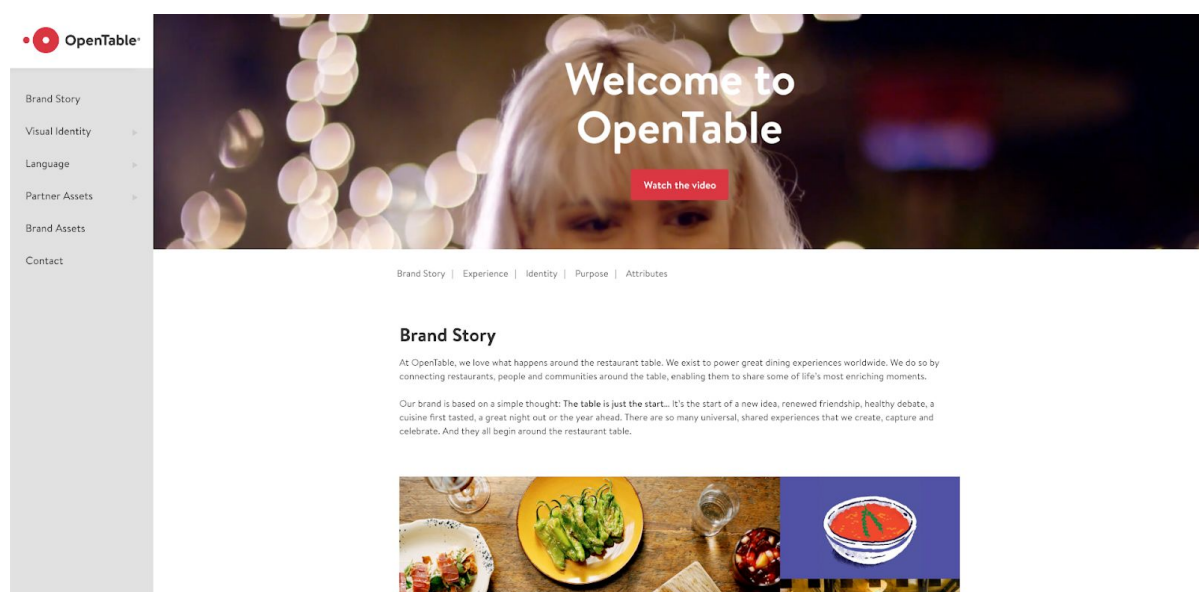 OpenTable®
Brand Story
Visual Identity
Language
Partner Assets
Brand Assets
Contact
Welcome to
OpenTable
Watch the video
Brand Story | Experience | Identity | Purpose | Attributes
Brand Story
At OpenTable, we love what happens around the restaurant table. We exist to power great dining experiences worldwide. We do so by
connecting restaurants, people and communities around the table, enabling them to share some of life's most enriching moments.
Our brand is based on a simple thought: The table is just the start... It's the start of a new idea, renewed friendship, healthy debate, a
cuisine first tasted, a great night out or the year ahead. There are so many universal, shared experiences that we create, capture and
celebrate. And they all begin around the restaurant table.